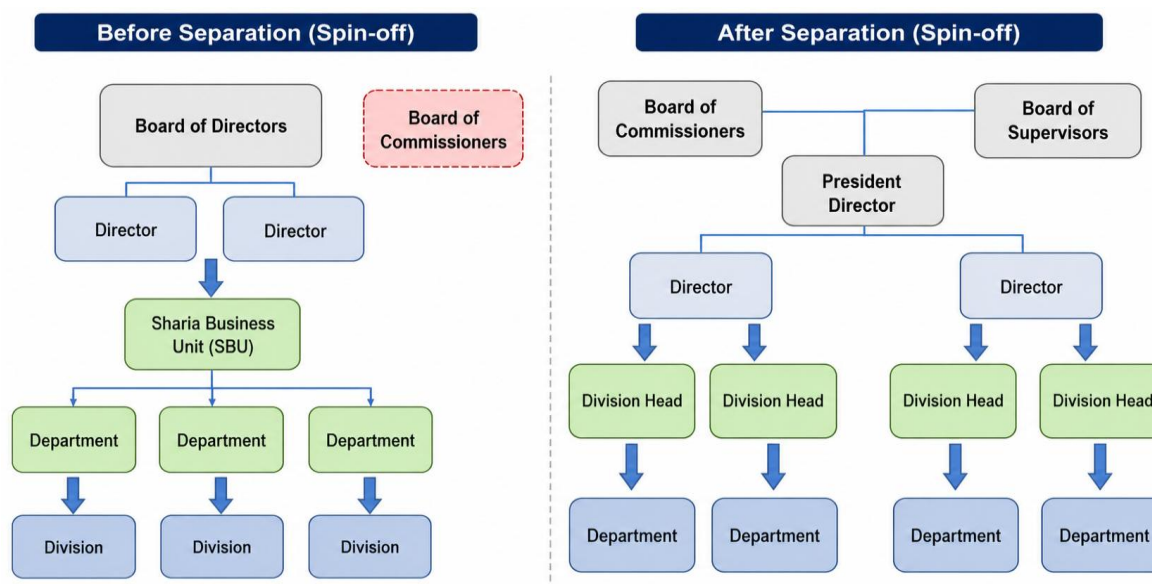 Before Separation (Spin-off)
Board of Directors
Board of
Commissioners
Director
Director
Sharia Business
Unit (SBU)
Department
Department
Department
Division
Division
Division
After Separation (Spin-off)
Board of
Commissioners
Board of
Supervisors
President
Director
Director
Director
Division Head
Division Head
Division Head
Division Head
Department
Department
Department
Department